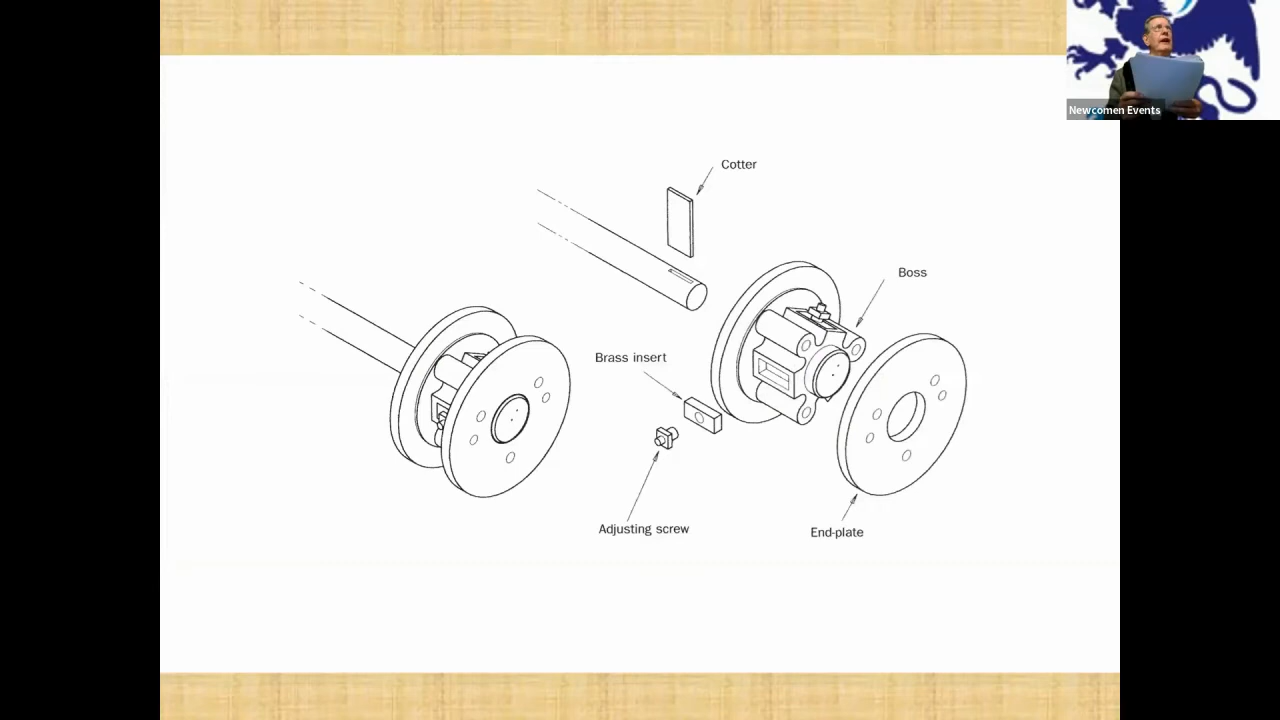 Newcomen Events
Cotter
Boss
Brass insert
Adjusting screw
End-plate